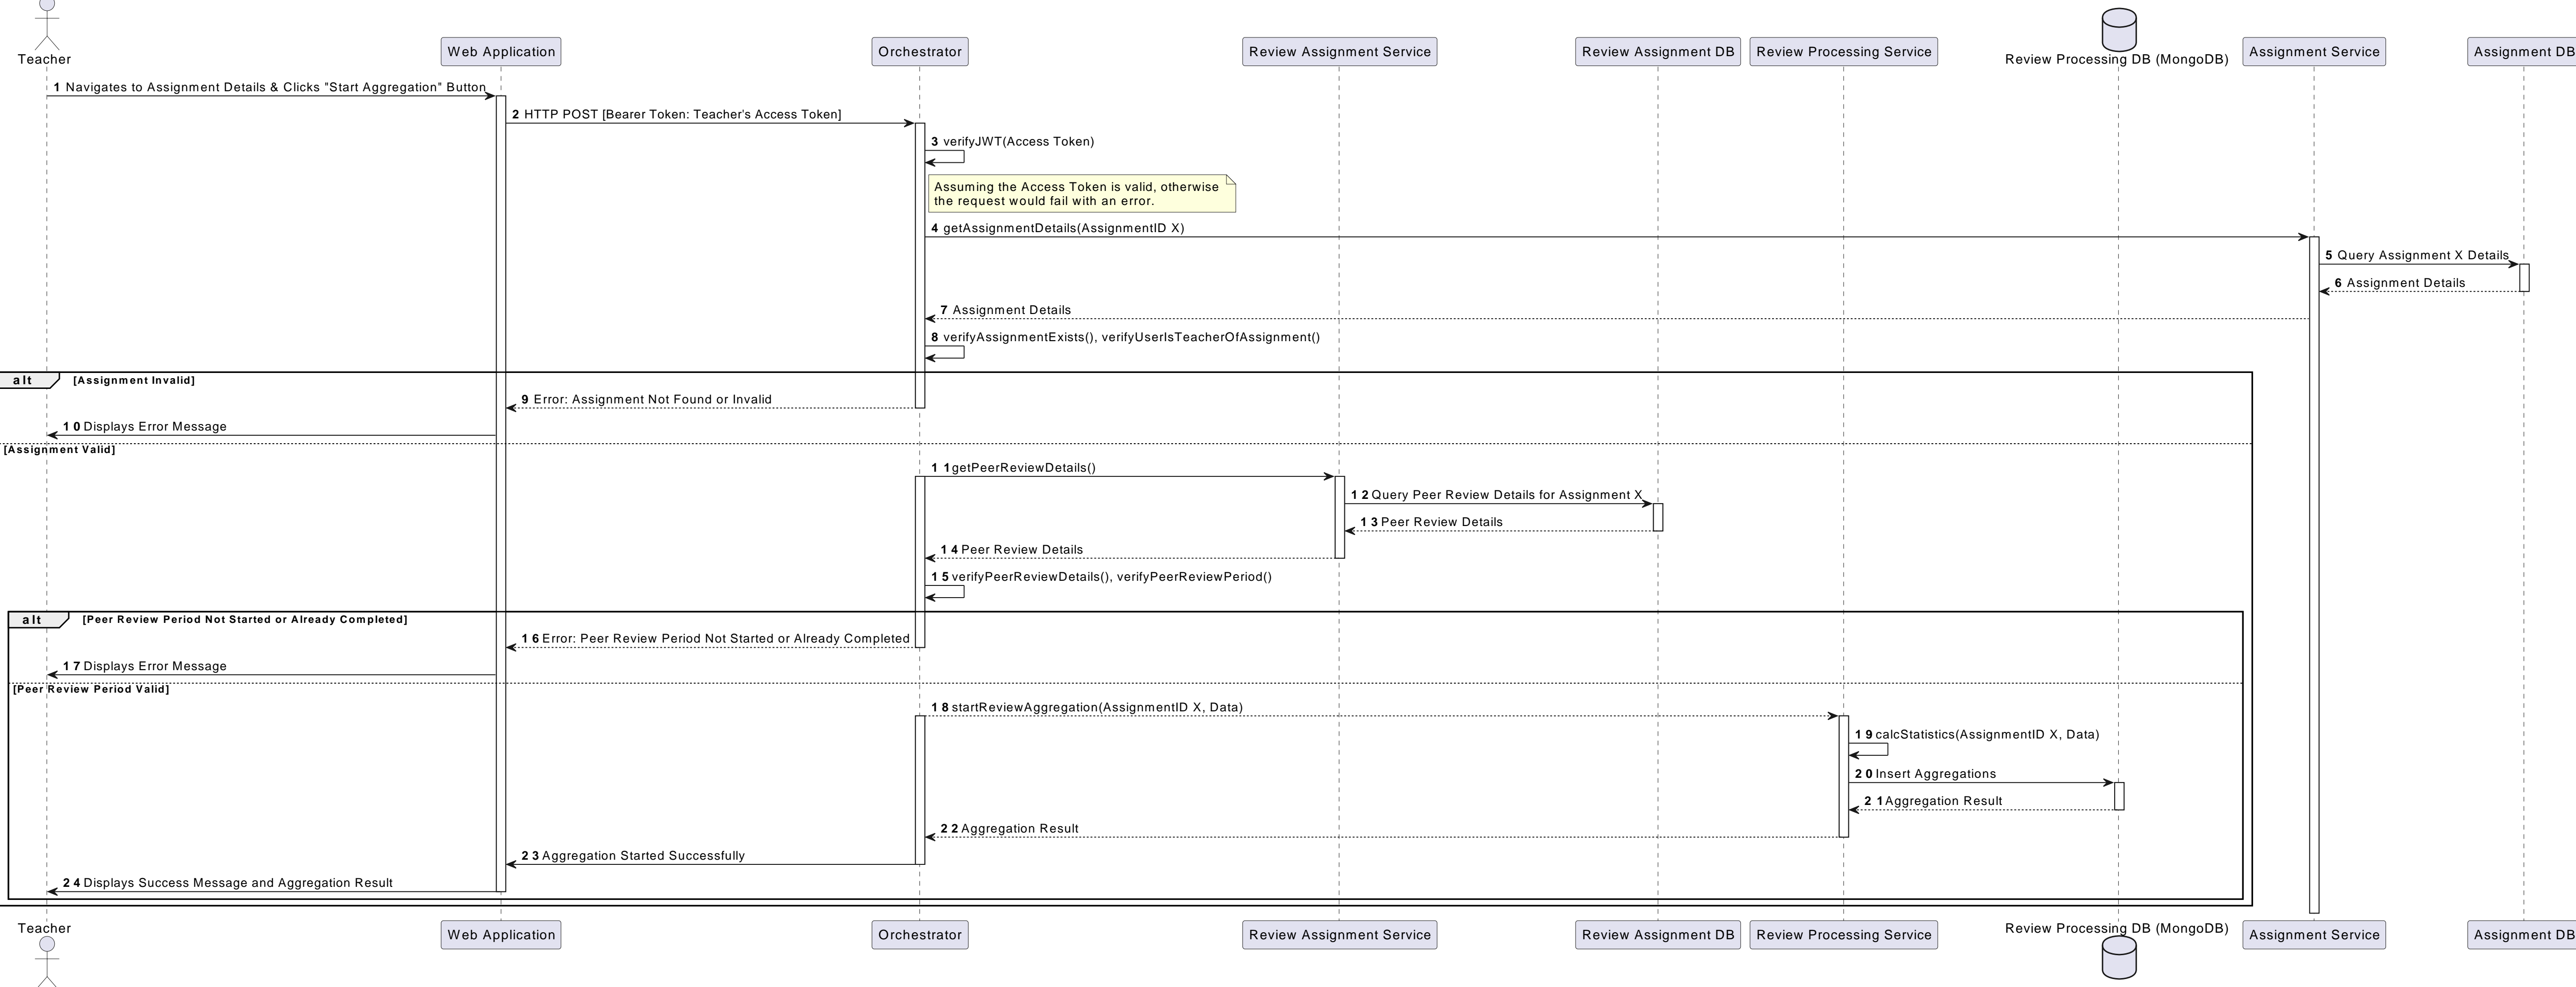 Teacher
Web Application
Orchestrator
Review Assignment Service
Review Assignment DB
Review Processing Service
Review Processing DB (MongoDB)
Assignment Service
Assignment DB
1 Navigates to Assignment Details & Clicks "Start Aggregation" Button
2 HTTP POST [Bearer Token: Teacher's Access Token]
3 verifyJWT(Access Token)
Assuming the Access Token is valid, otherwise
the request would fail with an error.
4 getAssignmentDetails(AssignmentID X)
5 Query Assignment X Details
6 Assignment Details
7 Assignment Details
8 verifyAssignmentExists(), verifyUserIsTeacherOfAssignment()
alt [Assignment Invalid]
9 Error: Assignment Not Found or Invalid
10 Displays Error Message
[Assignment Valid]
11 getPeerReviewDetails()
12 Query Peer Review Details for Assignment X
13 Peer Review Details
14 Peer Review Details
15 verifyPeerReviewDetails(), verifyPeerReviewPeriod()
alt [Peer Review Period Not Started or Already Completed]
16 Error: Peer Review Period Not Started or Already Completed
17 Displays Error Message
[Peer Review Period Valid]
18 startReviewAggregation(AssignmentID X, Data)
19 calcStatistics(AssignmentID X, Data)
20 Insert Aggregations
21 Aggregation Result
22 Aggregation Result
23 Aggregation Started Successfully
24 Displays Success Message and Aggregation Result
Teacher
Web Application
Orchestrator
Review Assignment Service
Review Assignment DB
Review Processing Service
Review Processing DB (MongoDB)
Assignment Service
Assignment DB